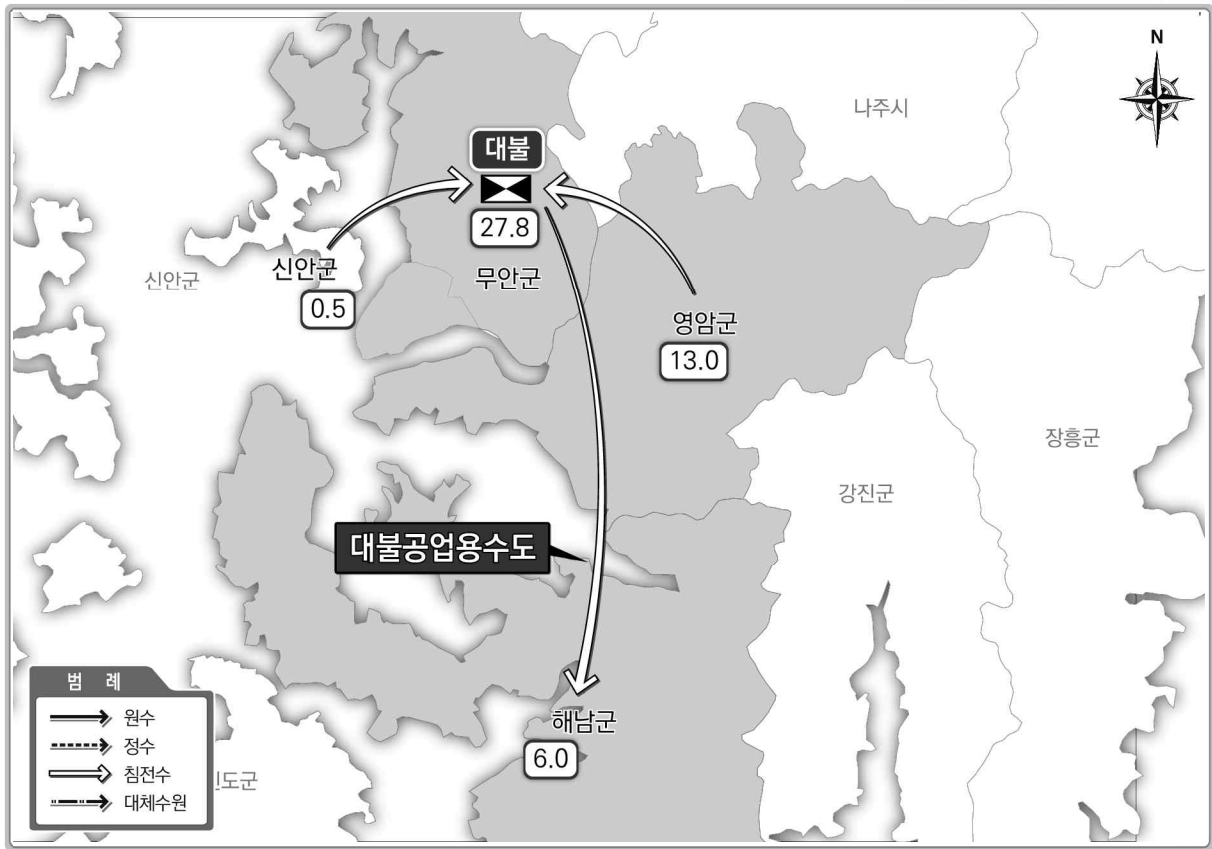 N
나주시
대불
27.8
신안군
신안군
0.5
무안군
영암군
13.0
장흥군
강진군
대불공업용수도
해남군
6.0
범 례
원수
정수
침전수
대체수원
도군